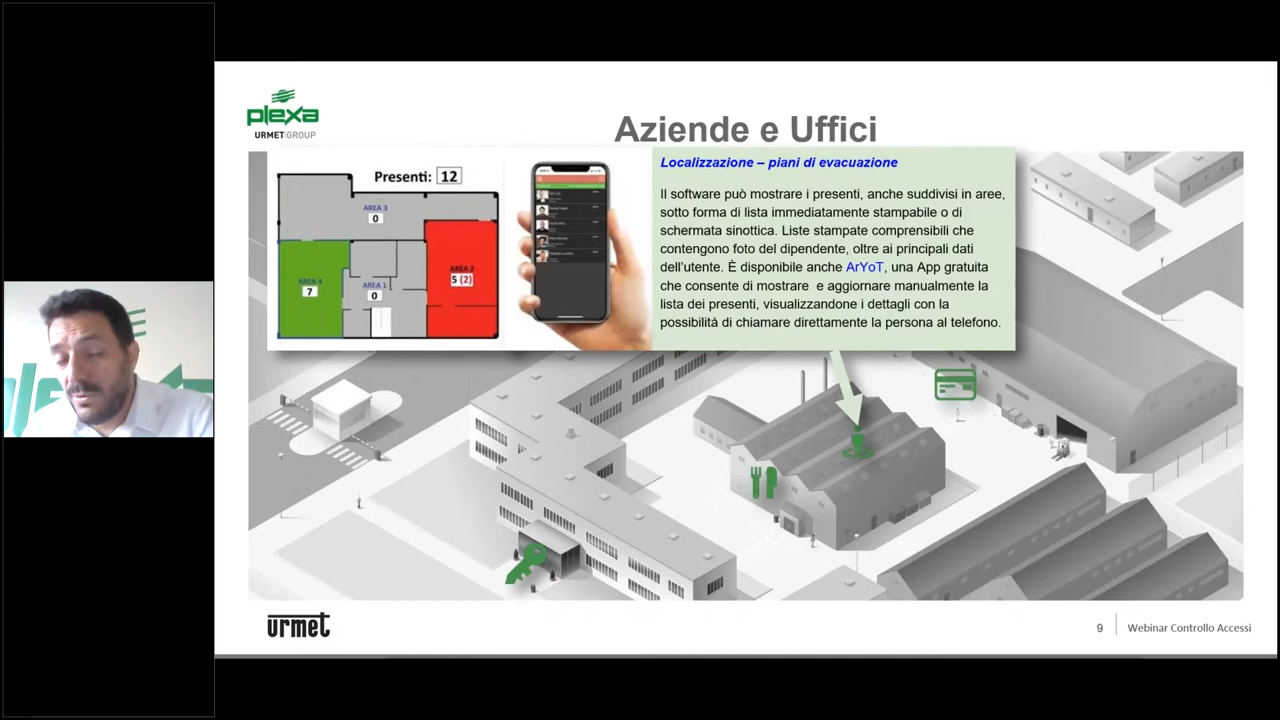 plexa
URMET GROUP
Aziende e Uffici
Presenti: 12
AREA 3
0
AREA 4
7
AREA 1
0
AREA 2
5 (2)
Localizzazione – piani di evacuazione
Il software può mostrare i presenti, anche suddivisi in aree,
sotto forma di lista immediatamente stampabile o di
schermata sinottica. Liste stampate comprensibili che
contengono foto del dipendente, oltre ai principali dati
dell’utente. È disponibile anche ArYoT, una App gratuita
che consente di mostrare e aggiornare manualmente la
lista dei presenti, visualizzandone i dettagli con la
possibilità di chiamare direttamente la persona al telefono.
urmet
9
Webinar Controllo Accessi